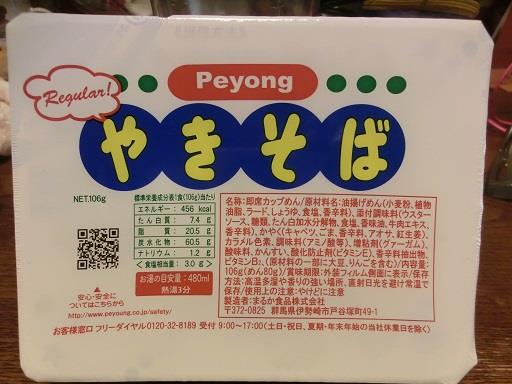 Regular!
Peyong
やきそば
NET.106g
標準栄養成分表1食(106g)当たり
エネルギー: 456 kcal
たん白質: 7.4 g
脂質: 20.5 g
炭水化物: 60.5 g
ナトリウム: 1.2 g
<食塩相当量: 3.0 g>
お湯の目安量: 480ml
熱湯3分
安心・安全に
ついてはこちらから
http://www.peyoung.co.jp/safety/
名称:即席カップめん/原材料名:油揚げめん(小麦粉、植物
油脂、ラード、しょうゆ、食塩、香辛料)、添付調味料(ウスター
ソース、糖類、たん白加水分解物、食塩、香味油、牛肉エキス、
香辛料)、かやく(キャベツ、ごま、香辛料、アオサ、紅生姜)、
カラメル色素、調味料(アミノ酸等)、増粘剤(グァーガム)、
酸味料、かんすい、酸化防止剤(ビタミンE)、香辛料抽出物、
ビタミンB2、ビタミンB1、(原材料の一部に大豆、りんごを含む)/内容量:
106g(めん80g)/賞味期限:外装フィルム側面に表示/保存
方法:高温多湿や香りの強い場所、直射日光を避け常温で
保存/使用上の注意:やけどに注意
製造者:まるか食品株式会社
〒372-0825 群馬県伊勢崎市戸谷塚町49-1
お客様窓口 フリーダイヤル0120-32-8189 受付 9:00〜17:00(土日・祝日、夏期・年末年始の当社休業日を除く)